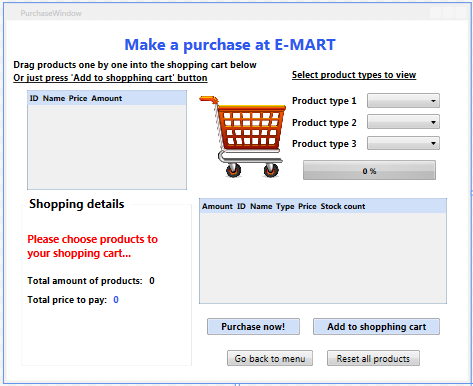 PurchaseWindow
Make a purchase at E-MART
Drag products one by one into the shopping cart below
Or just press 'Add to shopphing cart' button
Select product types to view
ID Name Price Amount
Product type 1
Product type 2
Product type 3
0 %
Shopping details
Please choose products to
your shopping cart...
Total amount of products: 0
Total price to pay: 0
Amount ID Name Type Price Stock count
Purchase now!
Add to shopphing cart
Go back to menu
Reset all products